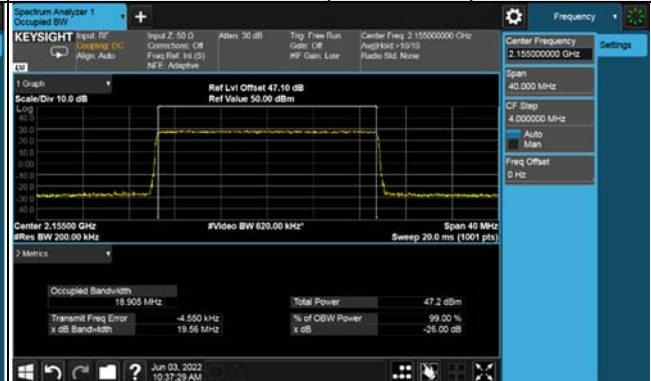 Spectrum Analyzer 1
Occupied BW
+
Frequency
KEYSIGHT Input: RF Input Z: 50 Ω Atten: 30 dB Trig: Free Run Center Freq: 2.155000000 GHz
Coupling: DC Corrections: Off Gate: Off Avg|Hold:>10/10
Align: Auto Freq Ref: Int (S) #IF Gain: Low Radio Std: None
NFE: Adaptive
LXI
Center Frequency
2.155000000 GHz
Settings
Span
40.000 MHz
CF Step
4.000000 MHz
Auto
Man
Freq Offset
0 Hz
1 Graph
Ref Lvl Offset 47.10 dB
Scale/Div 10.0 dB Ref Value 50.00 dBm
Log
40.0
30.0
20.0
10.0
0.00
-10.0
-20.0
-30.0
-40.0
Center 2.15500 GHz #Video BW 620.00 kHz* Span 40 MHz
#Res BW 200.00 kHz Sweep 20.0 ms (1001 pts)
2 Metrics
Occupied Bandwidth
18.905 MHz Total Power 47.2 dBm
Transmit Freq Error -4.550 kHz % of OBW Power 99.00 %
x dB Bandwidth 19.56 MHz x dB -26.00 dB
? Jun 03, 2022
10:37:29 AM